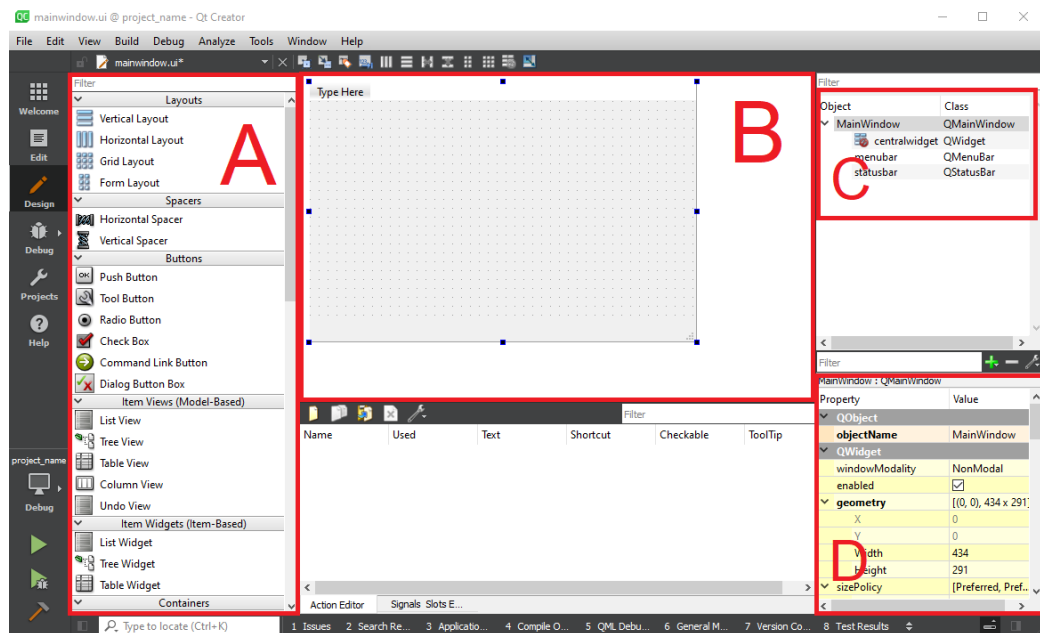 mainwindow.ui @ project_name - Qt Creator
File Edit View Build Debug Analyze Tools Window Help
mainwindow.ui*
Welcome
Edit
Design
Debug
Projects
Help
project_name
Debug
Filter
Layouts
Vertical Layout
Horizontal Layout
Grid Layout
Form Layout
Spacers
Horizontal Spacer
Vertical Spacer
Buttons
Push Button
Tool Button
Radio Button
Check Box
Command Link Button
Dialog Button Box
Item Views (Model-Based)
List View
Tree View
Table View
Column View
Undo View
Item Widgets (Item-Based)
List Widget
Tree Widget
Table Widget
Containers
A
Type Here
B
Filter
Name Used Text Shortcut Checkable ToolTip
Action Editor Signals Slots E...
Filter
Object Class
MainWindow QMainWindow
centralwidget QWidget
menubar QMenuBar
statusbar QStatusBar
C
Filter
MainWindow : QMainWindow
Property Value
QObject
objectName MainWindow
QWidget
windowModality NonModal
enabled
geometry [(0, 0), 434 x 291]
X 0
Y 0
Width 434
Height 291
sizePolicy [Preferred, Pref...
D
Type to locate (Ctrl+K) 1 Issues 2 Search Re... 3 Applicatio... 4 Compile O... 5 QML Debu... 6 General M... 7 Version Co... 8 Test Results